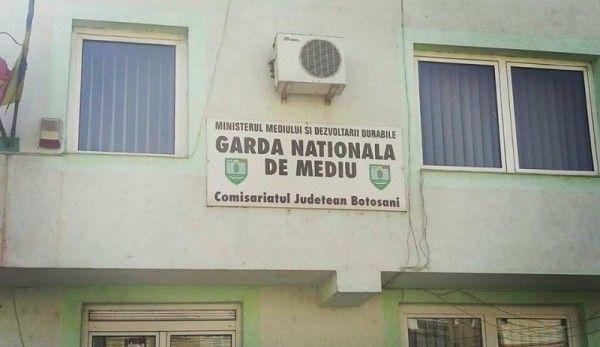 MINISTERUL MEDIULUI SI DEZVOLTARII DURABILE
GARDA NATIONALA
DE MEDIU
Comisariatul Judetean Botosani